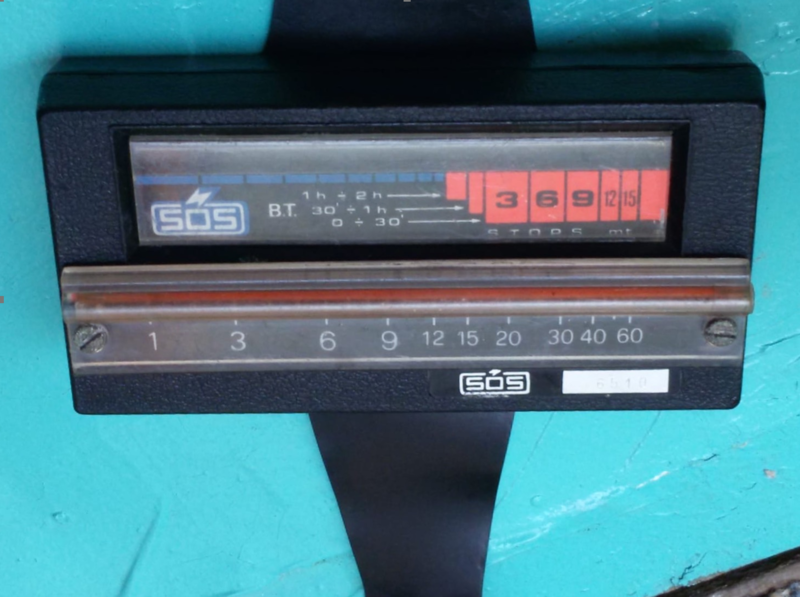 1h ÷ 2h
SOS B.T. 30' ÷ 1h 3 6 9 12 15
0 ÷ 30'
STOPS mt
1 3 6 9 12 15 20 30 40 60
SOS